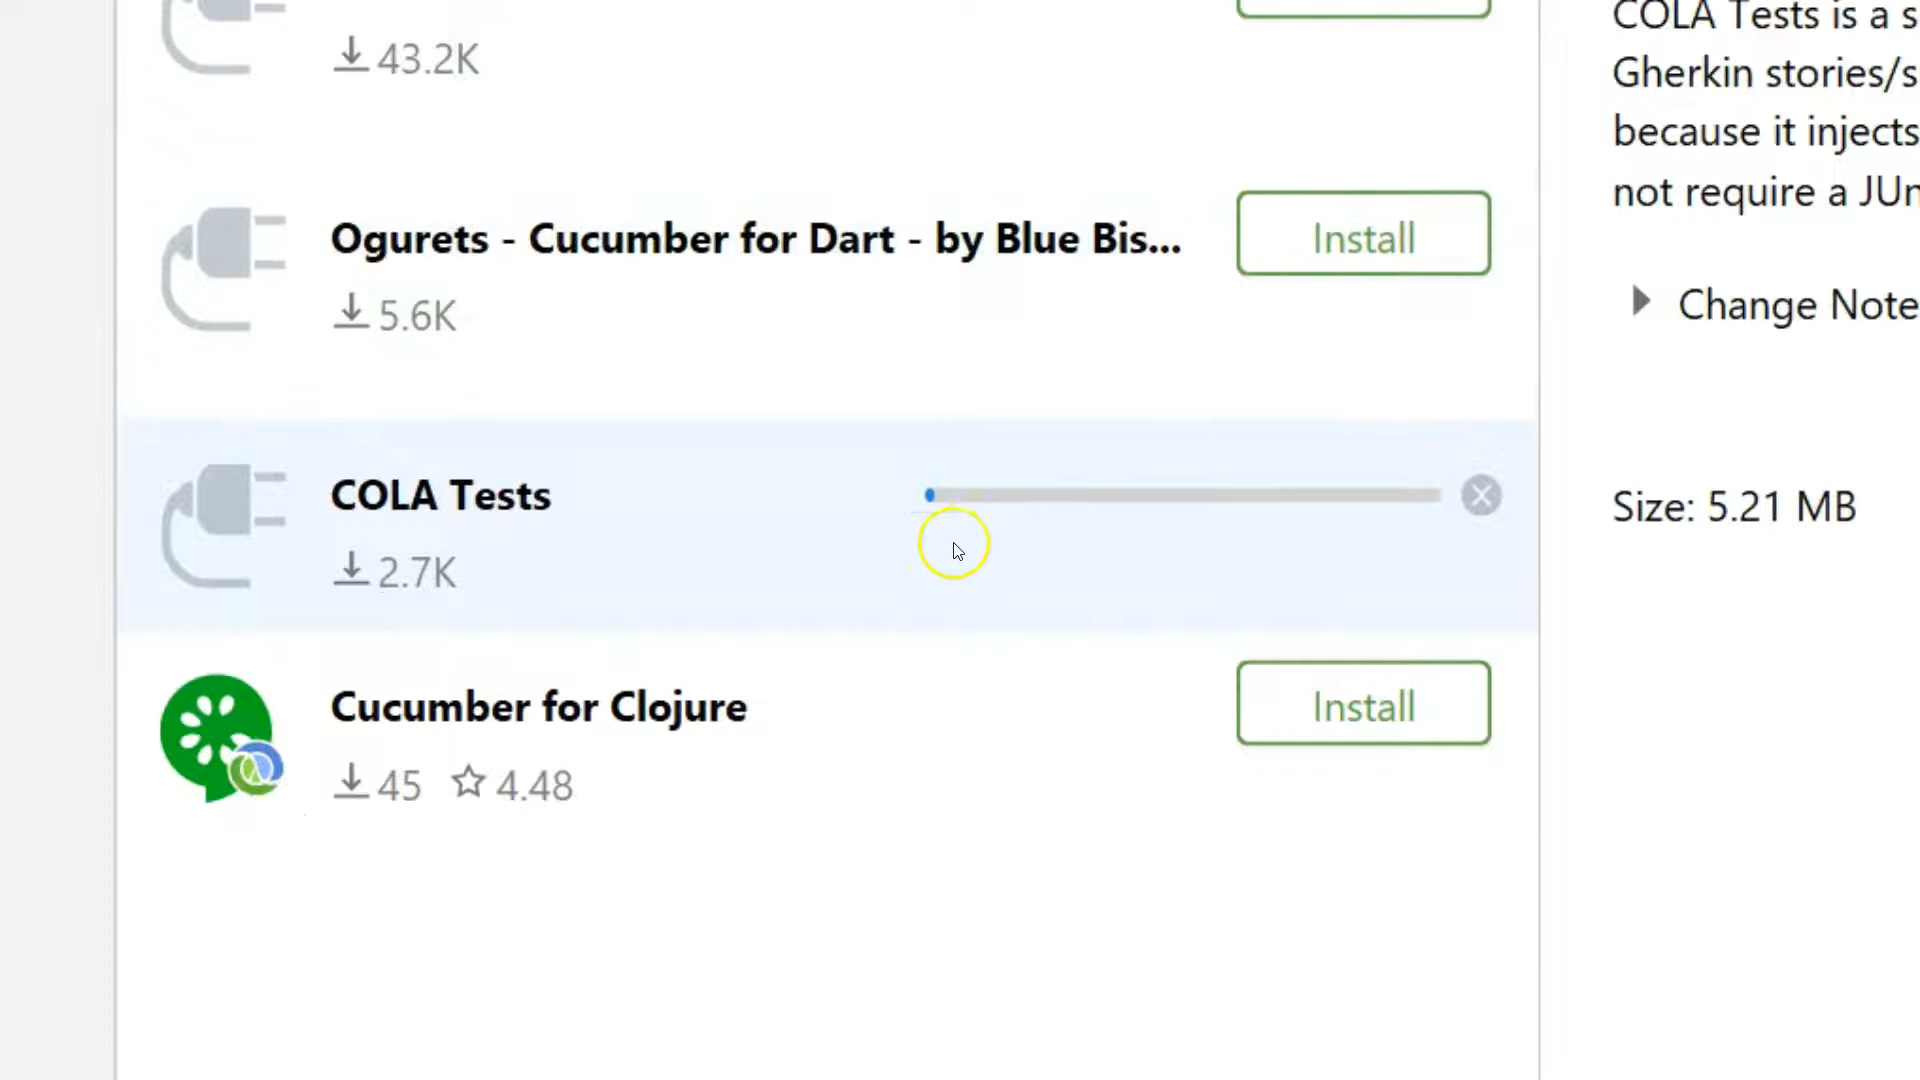 43.2K
Ogurets - Cucumber for Dart - by Blue Bis...
Install
5.6K
COLA Tests
2.7K
Cucumber for Clojure
Install
45 4.48
COLA Tests is a s
Gherkin stories/s
because it injects
not require a JUn
Change Note
Size: 5.21 MB